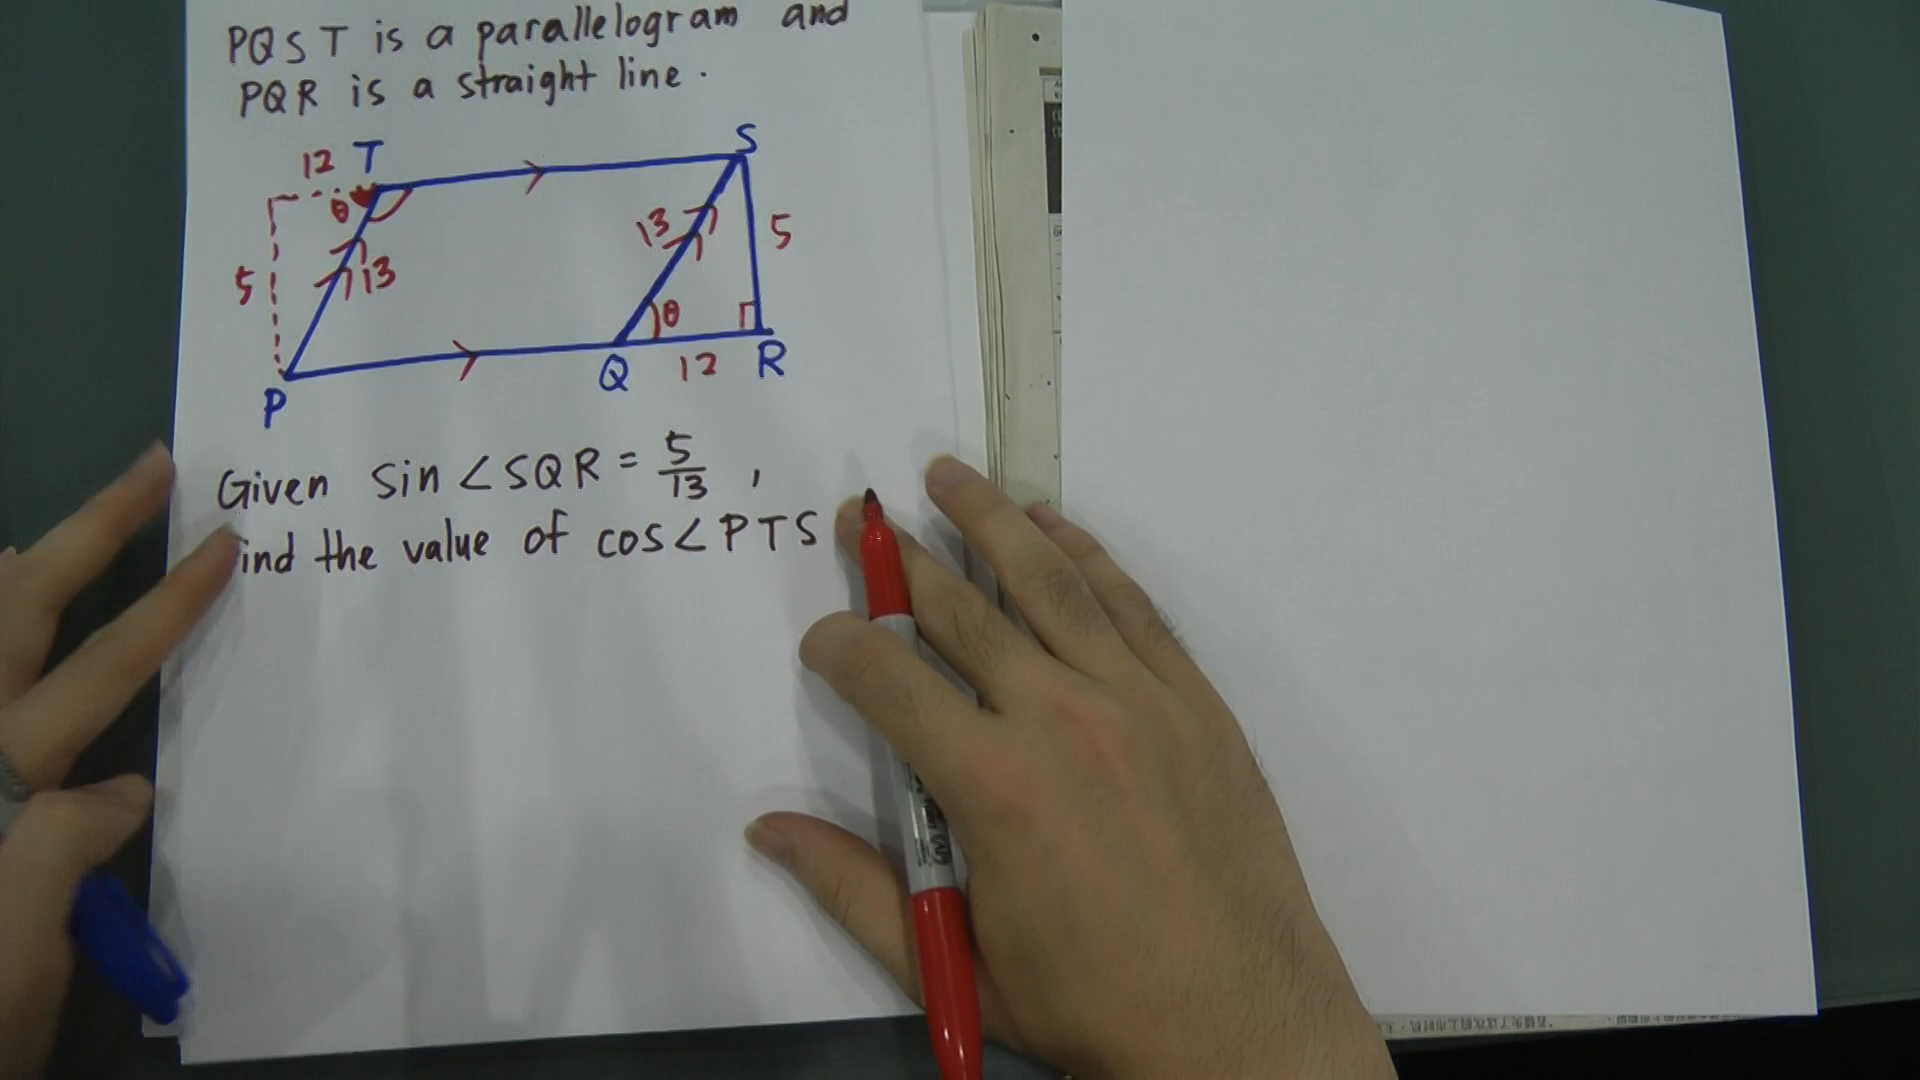 PQST is a parallelogram and
PQR is a straight line.
12 T
S
θ
13
5
5
13
θ
P
Q
12
R
Given sin ∠SQR = 5/13 ,
ind the value of cos∠PTS